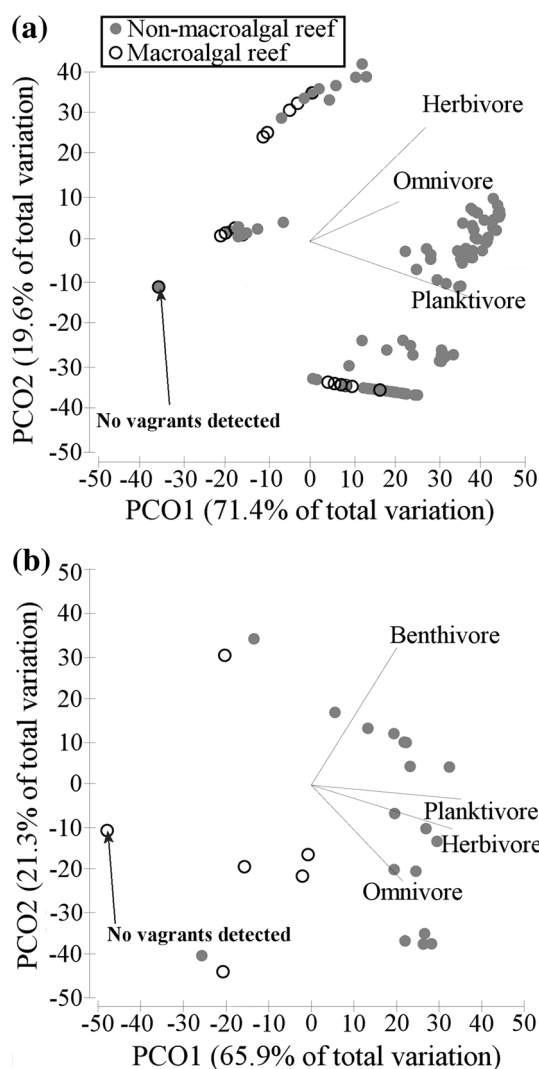 (a)
Non-macroalgal reef
Macroalgal reef
40
30
20
10
0
-10
-20
-30
-40
-50
PCO2 (19.6% of total variation)
Herbivore
Omnivore
Planktivore
No vagrants detected
-50 -40 -30 -20 -10 0 10 20 30 40 50
PCO1 (71.4% of total variation)
(b)
50
40
30
20
10
0
-10
-20
-30
-40
-50
PCO2 (21.3% of total variation)
Benthivore
Planktivore
Herbivore
Omnivore
No vagrants detected
-50 -40 -30 -20 -10 0 10 20 30 40 50
PCO1 (65.9% of total variation)